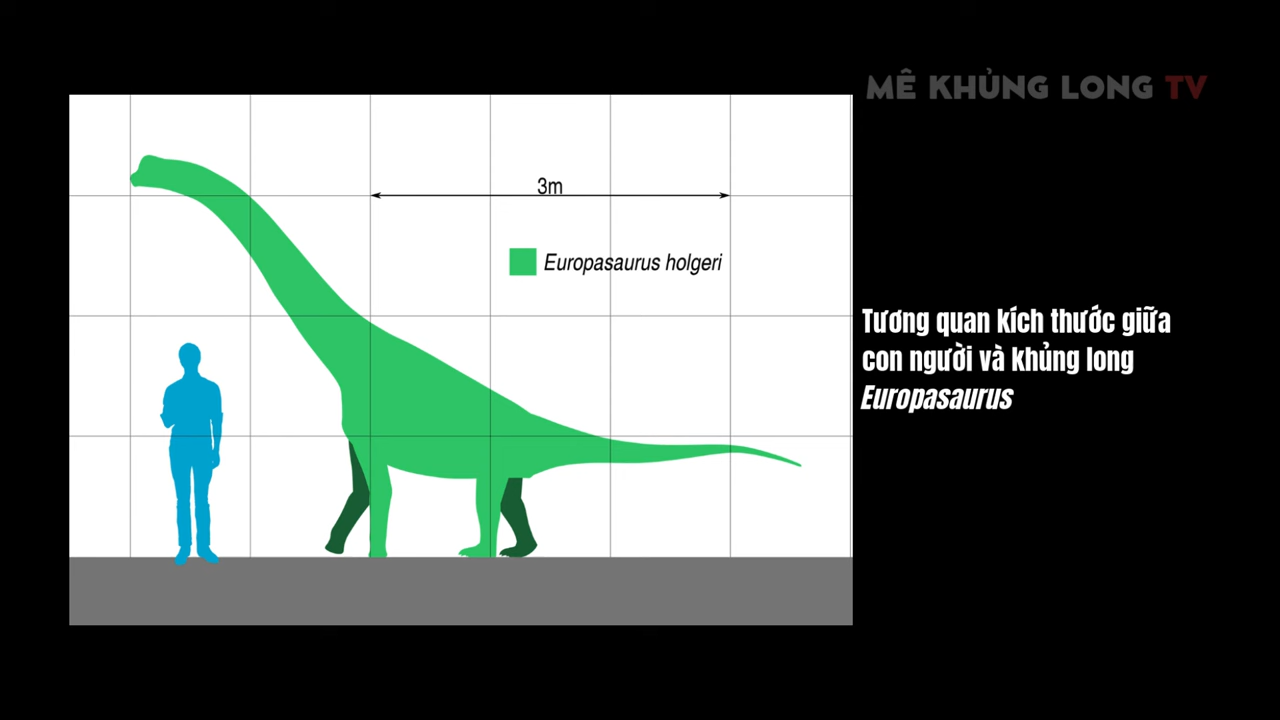 MÊ KHỦNG LONG TV
3m
Europasaurus holgeri
Tương quan kích thước giữa
con người và khủng long
Europasaurus